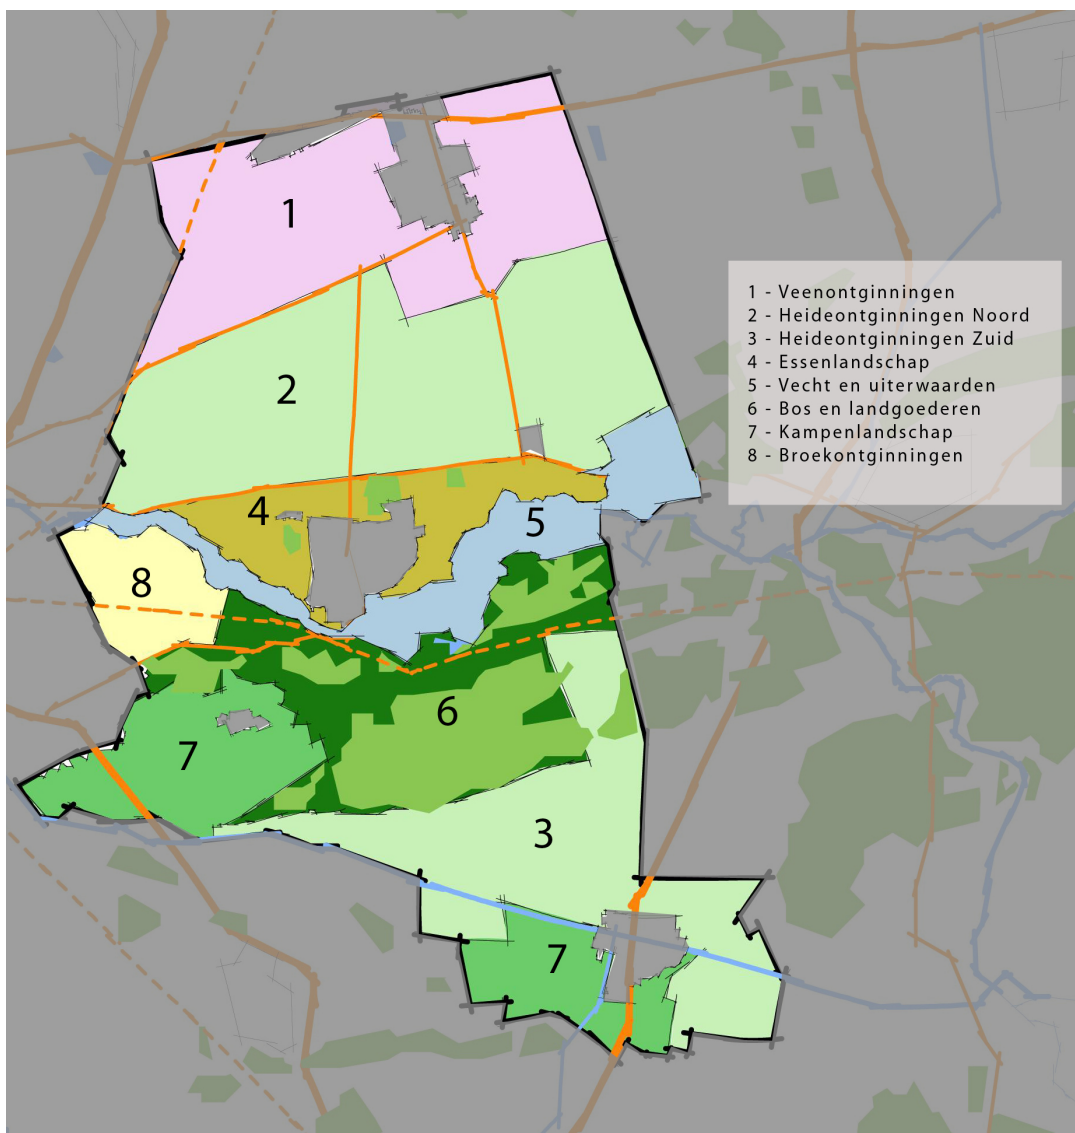 1
1 - Veenontginningen
2 - Heideontginningen Noord
3 - Heideontginningen Zuid
4 - Essenlandschap
5 - Vecht en uiterwaarden
6 - Bos en landgoederen
7 - Kampenlandschap
8 - Broekontginningen
2
4
5
8
6
7
3
7